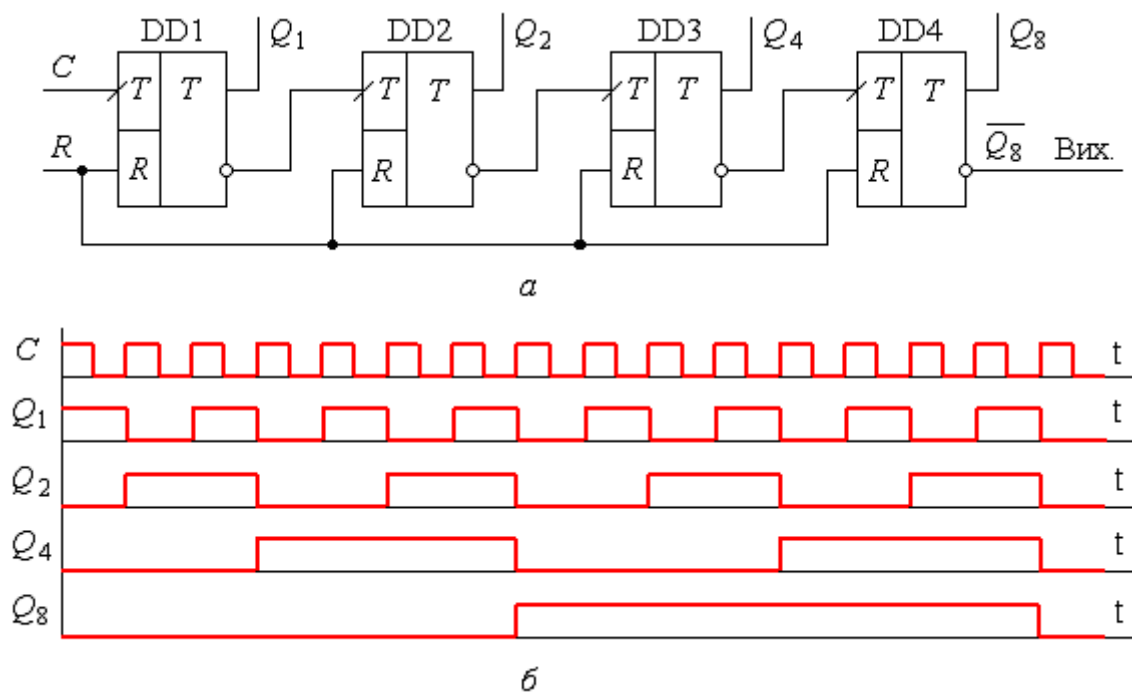 DD1 Q1 DD2 Q2 DD3 Q4 DD4 Q8
C T T T T T T T T
R R R R R Q̅8̅ Вих.
а
C t
Q1 t
Q2 t
Q4 t
Q8 t
б